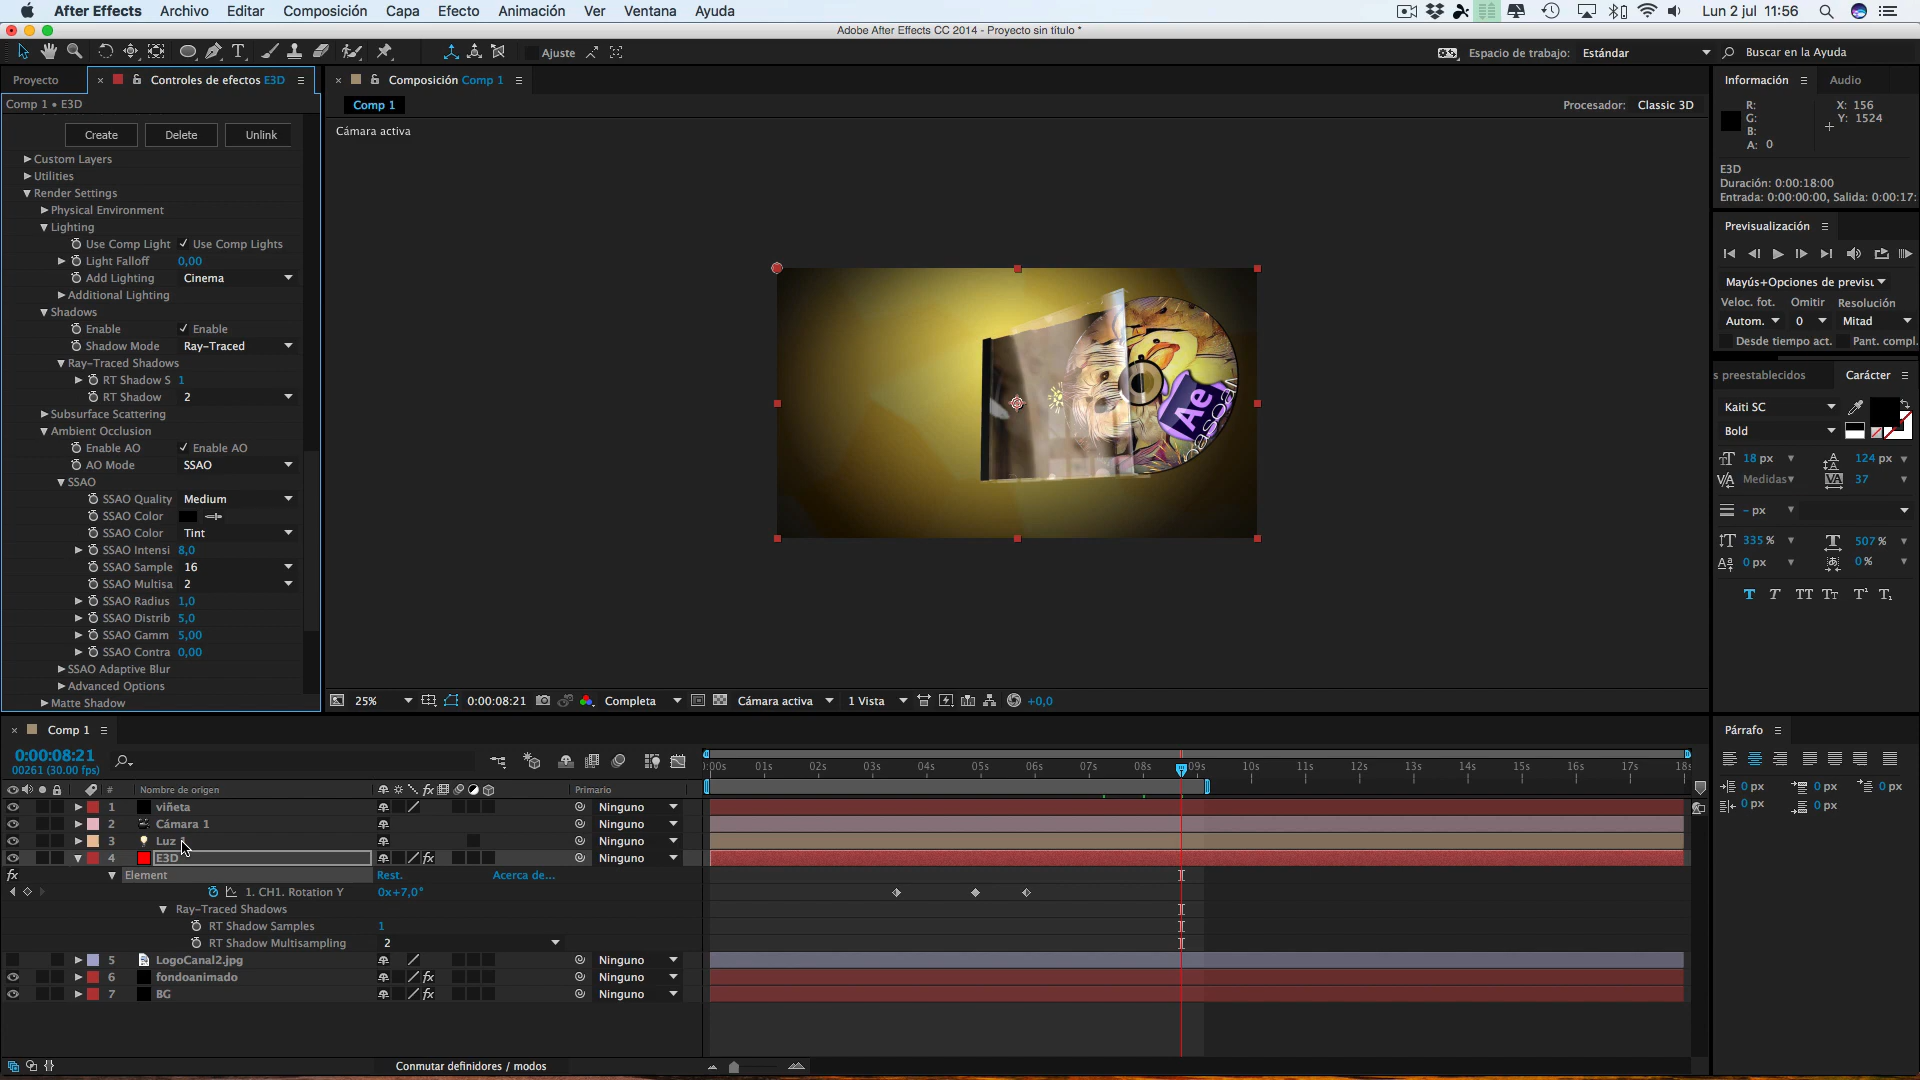 After Effects Archivo Editar Composición Capa Efecto Animación Ver Ventana Ayuda Lun 2 jul 11:56
Adobe After Effects CC 2014 - Proyecto sin título *
Ajuste Espacio de trabajo: Estándar Buscar en la Ayuda
Proyecto Controles de efectos E3D
Comp 1 • E3D
Create Delete Unlink
Custom Layers
Utilities
Render Settings
Physical Environment
Lighting
Use Comp Light Use Comp Lights
Light Falloff 0,00
Add Lighting Cinema
Additional Lighting
Shadows
Enable Enable
Shadow Mode Ray-Traced
Ray-Traced Shadows
RT Shadow S 1
RT Shadow 2
Subsurface Scattering
Ambient Occlusion
Enable AO Enable AO
AO Mode SSAO
SSAO
SSAO Quality Medium
SSAO Color
SSAO Color Tint
SSAO Intensi 8,0
SSAO Sample 16
SSAO Multisa 2
SSAO Radius 1,0
SSAO Distrib 5,0
SSAO Gamm 5,00
SSAO Contra 0,00
SSAO Adaptive Blur
Advanced Options
Matte Shadow
Composición Comp 1
Comp 1 Procesador: Classic 3D
Cámara activa
Ae
25% 0:00:08:21 Completa Cámara activa 1 Vista +0,0
Información Audio
R: X: 156
G: Y: 1524
B:
A: 0
E3D
Duración: 0:00:18:00
Entrada: 0:00:00:00, Salida: 0:00:17:
Previsualización
Mayús+Opciones de previsu
Veloc. fot. Omitir Resolución
Autom. 0 Mitad
Desde tiempo act. Pant. compl.
s preestablecidos Carácter
Kaiti SC
Bold
18 px 124 px
Medidas 37
- px
335 % 507 %
0 px 0 %
T T TT Tt T¹ T₁
Párrafo
0 px 0 px 0 px
0 px 0 px
Comp 1
0:00:08:21
00261 (30.00 fps)
):00s 01s 02s 03s 04s 05s 06s 07s 08s 09s 10s 11s 12s 13s 14s 15s 16s 17s 18s
# Nombre de origen Primario
1 viñeta Ninguno
2 Cámara 1 Ninguno
3 Luz 1 Ninguno
4 E3D Ninguno
fx Element Rest. Acerca de...
1. CH1. Rotation Y 0x+7,0°
Ray-Traced Shadows
RT Shadow Samples 1
RT Shadow Multisampling 2
5 LogoCanal2.jpg Ninguno
6 fondoanimado fx Ninguno
7 BG fx Ninguno
Conmutar definidores / modos